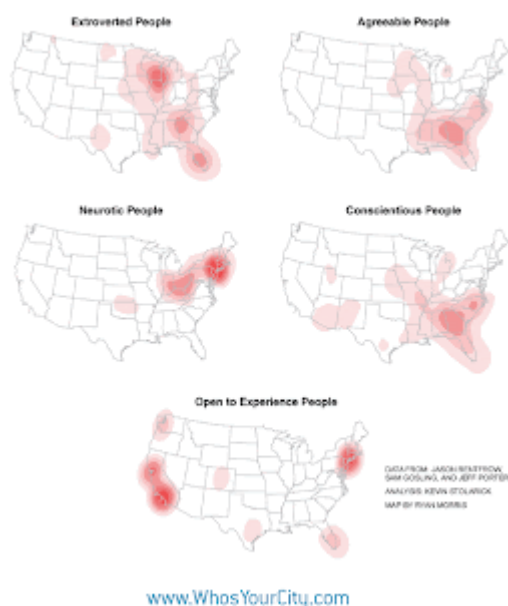 Extroverted People
Agreeable People
Neurotic People
Conscientious People
Open to Experience People
DATA FROM: JASON RENTFROW,
SAM GOSLING, AND JEFF PORTER
ANALYSIS: KEVIN STOLARICK
MAP BY RYAN MORRIS
www.WhosYourCity.com